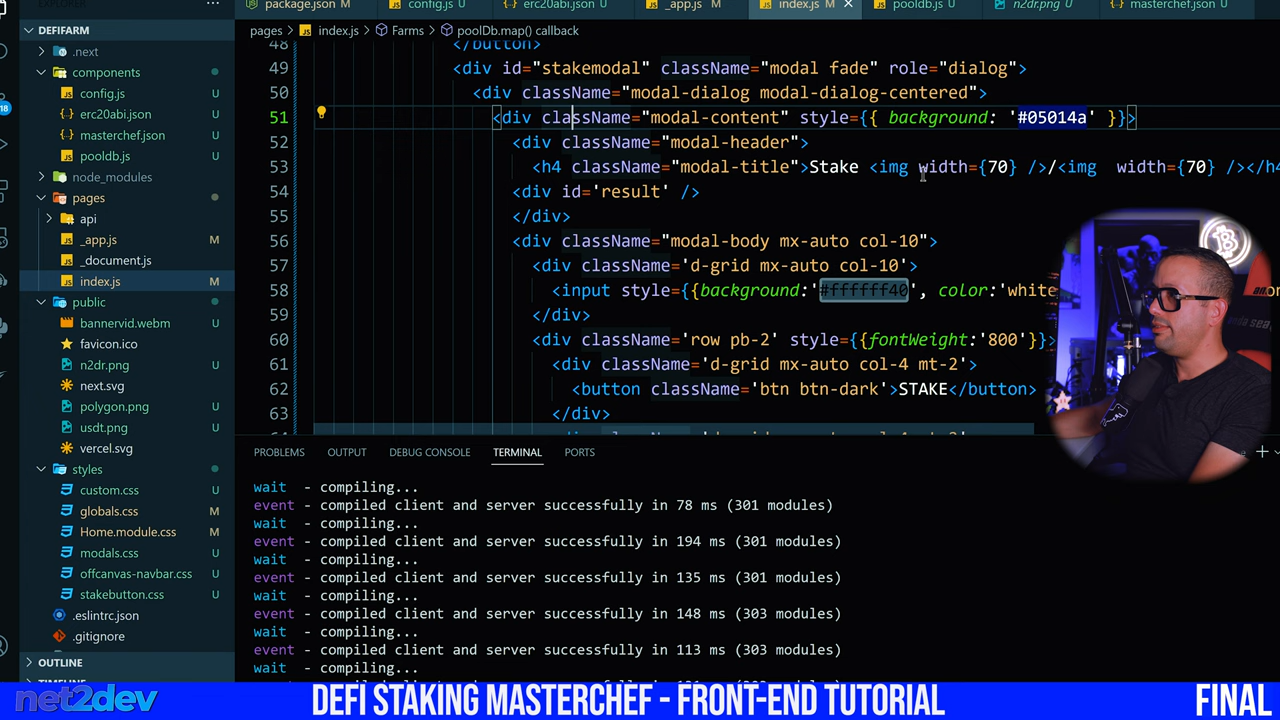 EXPLORER
···
package.json M
config.js U
erc20abi.json U
_app.js M
index.js M
pooldb.js U
n2dr.png U
masterchef.json U
DEFIFARM
.next
components
config.js U
erc20abi.json U
masterchef.json U
pooldb.js U
node_modules
pages
api
_app.js M
_document.js
index.js M
public
bannervid.webm U
favicon.ico
n2dr.png U
next.svg
polygon.png U
usdt.png U
vercel.svg
styles
custom.css U
globals.css M
Home.module.css M
modals.css U
offcanvas-navbar.css U
stakebutton.css U
.eslintrc.json
.gitignore
OUTLINE
TIMELINE
18
pages > index.js > Farms > poolDb.map() callback
48 </button>
49 <div id="stakemodal" className="modal fade" role="dialog">
50 <div className="modal-dialog modal-dialog-centered">
51 <div className="modal-content" style={{ background: '#05014a' }}>
52 <div className="modal-header">
53 <h4 className="modal-title">Stake <img width={70} />/<img  width={70} /></h
54 <div id='result' />
55 </div>
56 <div className="modal-body mx-auto col-10">
57 <div className='d-grid mx-auto col-10'>
58 <input style={{background:'#ffffff40', color:'white
59 </div>
60 <div className='row pb-2' style={{fontWeight:'800'}}>
61 <div className='d-grid mx-auto col-4 mt-2'>
62 <button className='btn btn-dark'>STAKE</button>
63 </div>
PROBLEMS OUTPUT DEBUG CONSOLE TERMINAL PORTS
wait - compiling...
event - compiled client and server successfully in 78 ms (301 modules)
wait - compiling...
event - compiled client and server successfully in 194 ms (301 modules)
wait - compiling...
event - compiled client and server successfully in 135 ms (301 modules)
wait - compiling...
event - compiled client and server successfully in 148 ms (303 modules)
wait - compiling...
event - compiled client and server successfully in 113 ms (303 modules)
wait - compiling...
net2dev
DEFI STAKING MASTERCHEF - FRONT-END TUTORIAL
FINAL